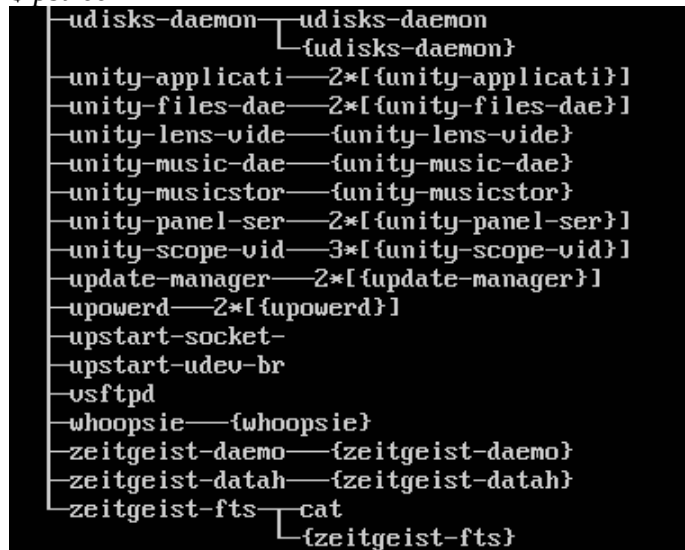 ├─udisks-daemon─┬─udisks-daemon
│               └─{udisks-daemon}
├─unity-applicati───2*[{unity-applicati}]
├─unity-files-dae───2*[{unity-files-dae}]
├─unity-lens-vide───{unity-lens-vide}
├─unity-music-dae───{unity-music-dae}
├─unity-musicstor───{unity-musicstor}
├─unity-panel-ser───2*[{unity-panel-ser}]
├─unity-scope-vid───3*[{unity-scope-vid}]
├─update-manager───2*[{update-manager}]
├─upowerd───2*[{upowerd}]
├─upstart-socket-
├─upstart-udev-br
├─vsftpd
├─whoopsie───{whoopsie}
├─zeitgeist-daemo───{zeitgeist-daemo}
├─zeitgeist-datah───{zeitgeist-datah}
└─zeitgeist-fts─┬─cat
                └─{zeitgeist-fts}